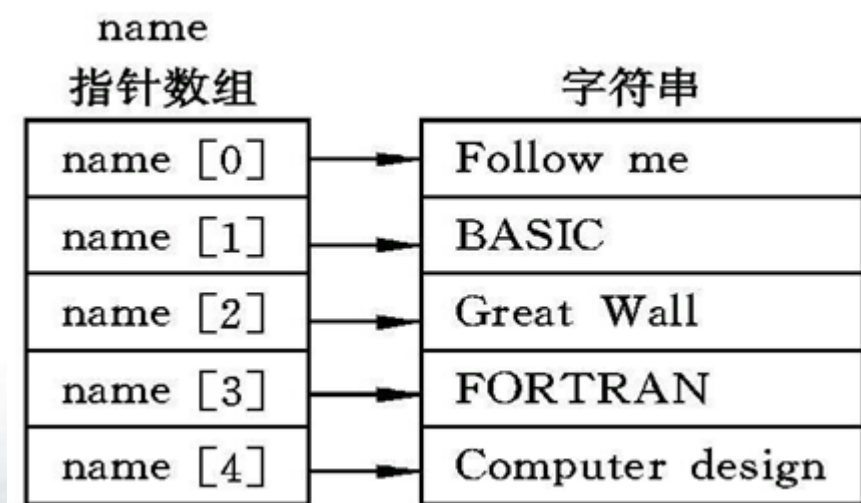 name
指针数组 字符串
name [0] Follow me
name [1] BASIC
name [2] Great Wall
name [3] FORTRAN
name [4] Computer design